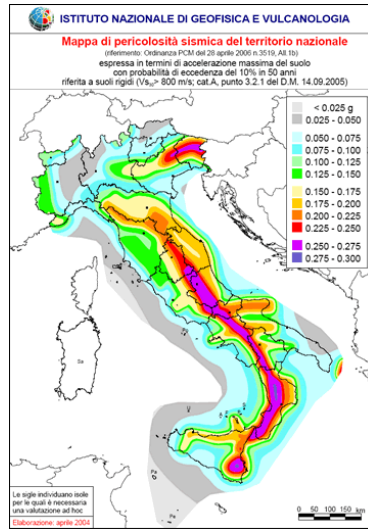 ISTITUTO NAZIONALE DI GEOFISICA E VULCANOLOGIA
Mappa di pericolosità sismica del territorio nazionale
(riferimento: Ordinanza PCM del 28 aprile 2006 n.3519, All.1b)
espressa in termini di accelerazione massima del suolo
con probabilità di eccedenza del 10% in 50 anni
riferita a suoli rigidi (Vs₃₀> 800 m/s; cat.A, punto 3.2.1 del D.M. 14.09.2005)
< 0.025 g
0.025 - 0.050
0.050 - 0.075
0.075 - 0.100
0.100 - 0.125
0.125 - 0.150
0.150 - 0.175
0.175 - 0.200
0.200 - 0.225
0.225 - 0.250
0.250 - 0.275
0.275 - 0.300
Sa
U
Pa
Pe
Le sigle individuano isole
per le quali è necessaria
una valutazione ad hoc
Elaborazione: aprile 2004
0 50 100 150
km